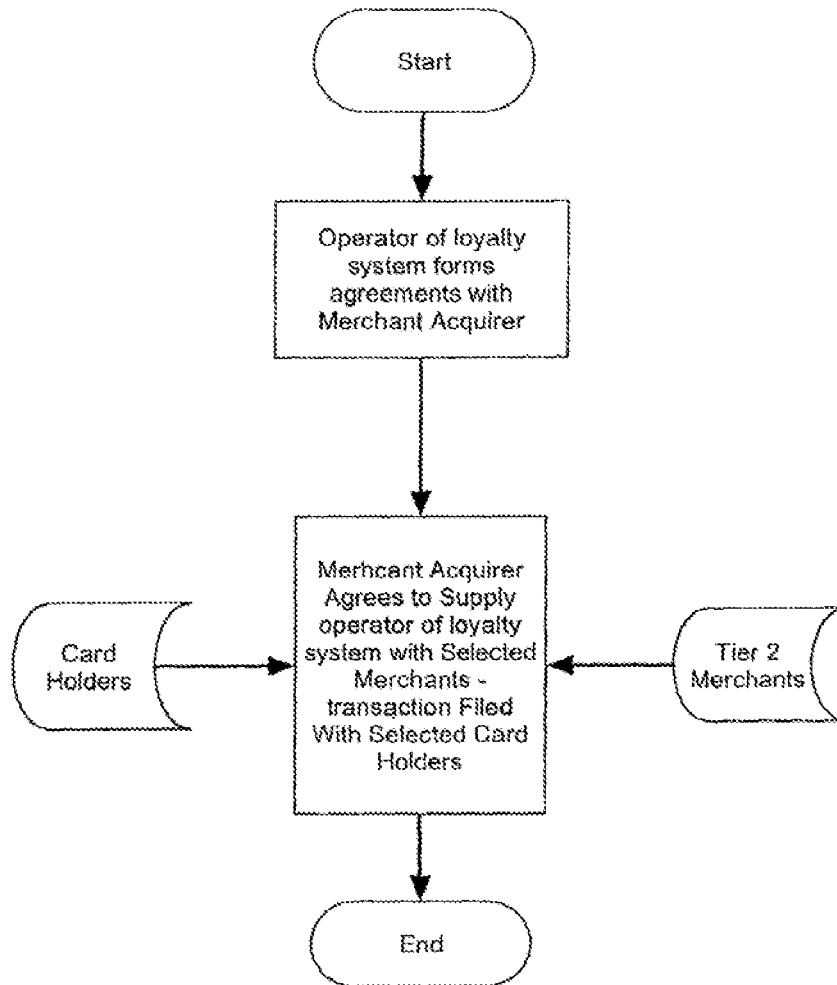 Start
Operator of loyalty
system forms
agreements with
Merchant Acquirer
Merhcant Acquirer
Agrees to Supply
operator of loyalty
system with Selected
Merchants -
transaction Filed
With Selected Card
Holders
Card
Holders
Tier 2
Merchants
End